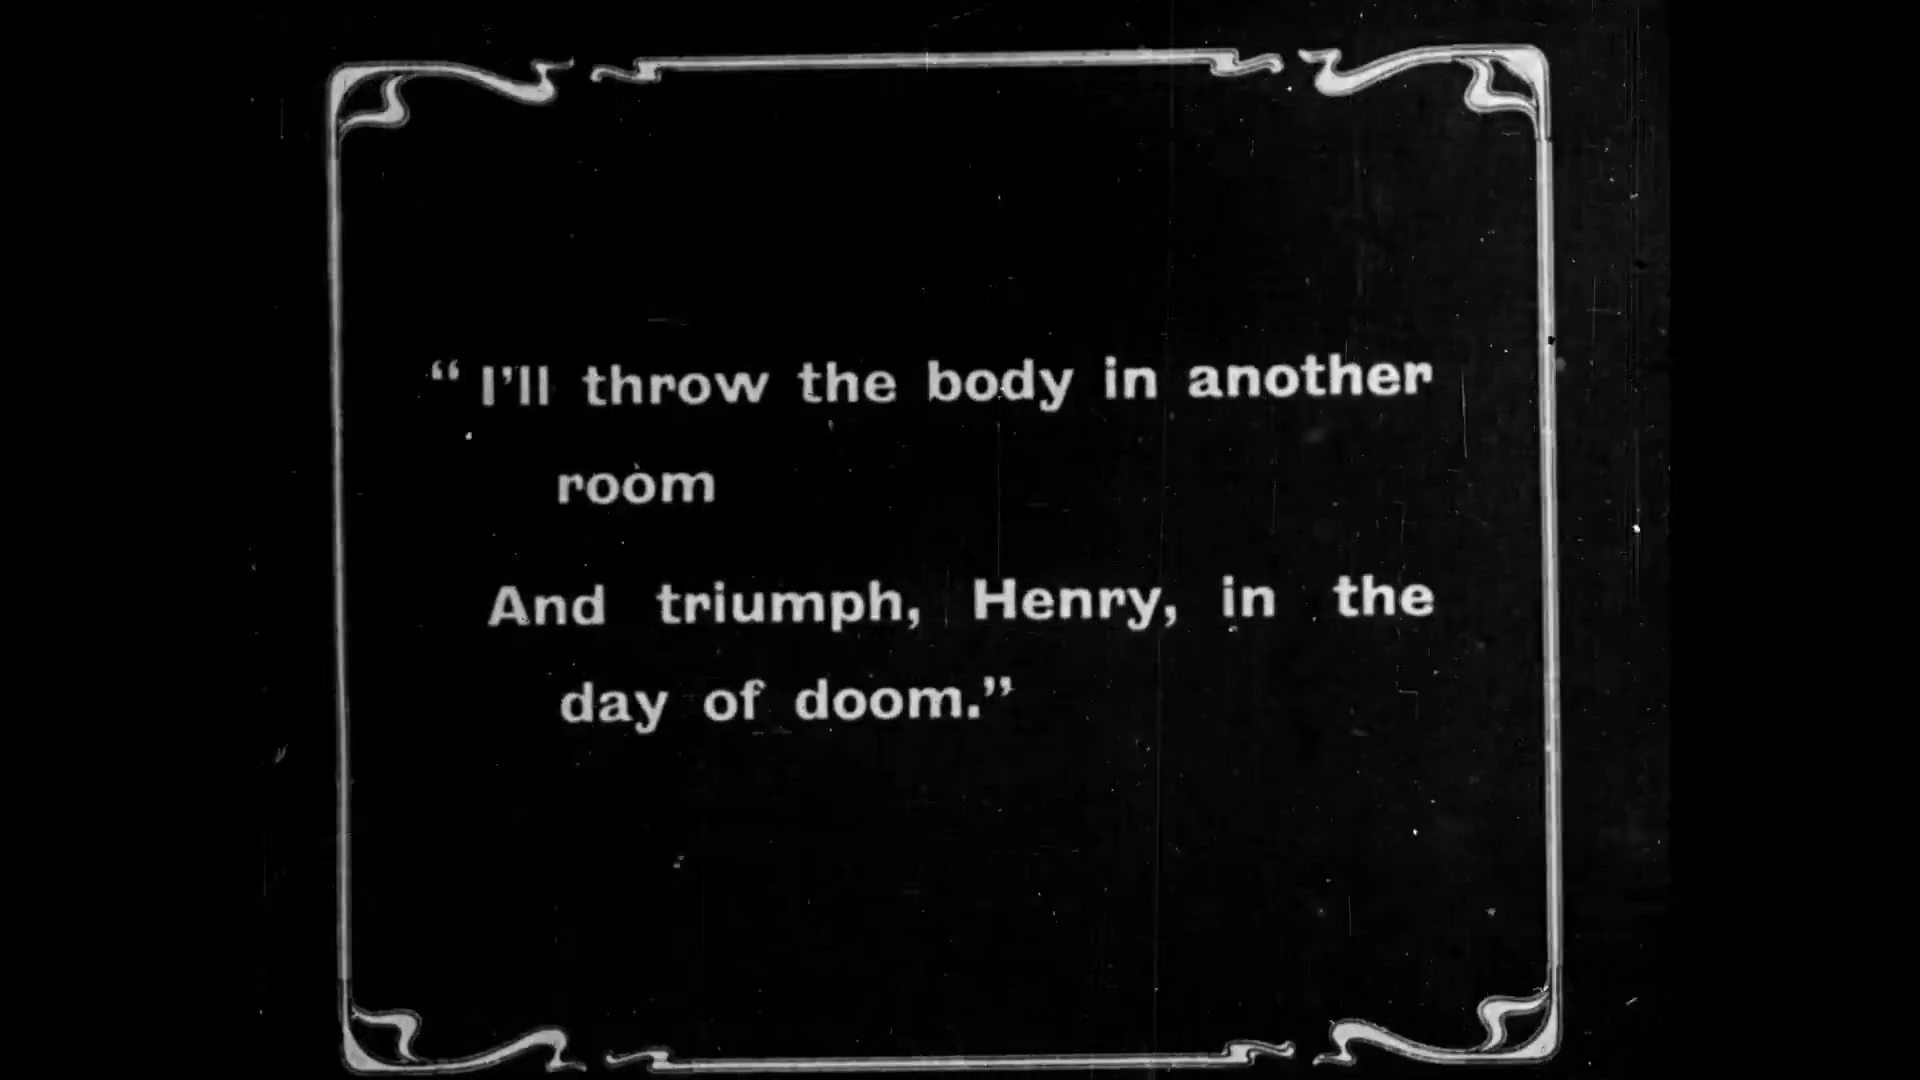 “ I’ll throw the body in another
room
And triumph, Henry, in the
day of doom.”